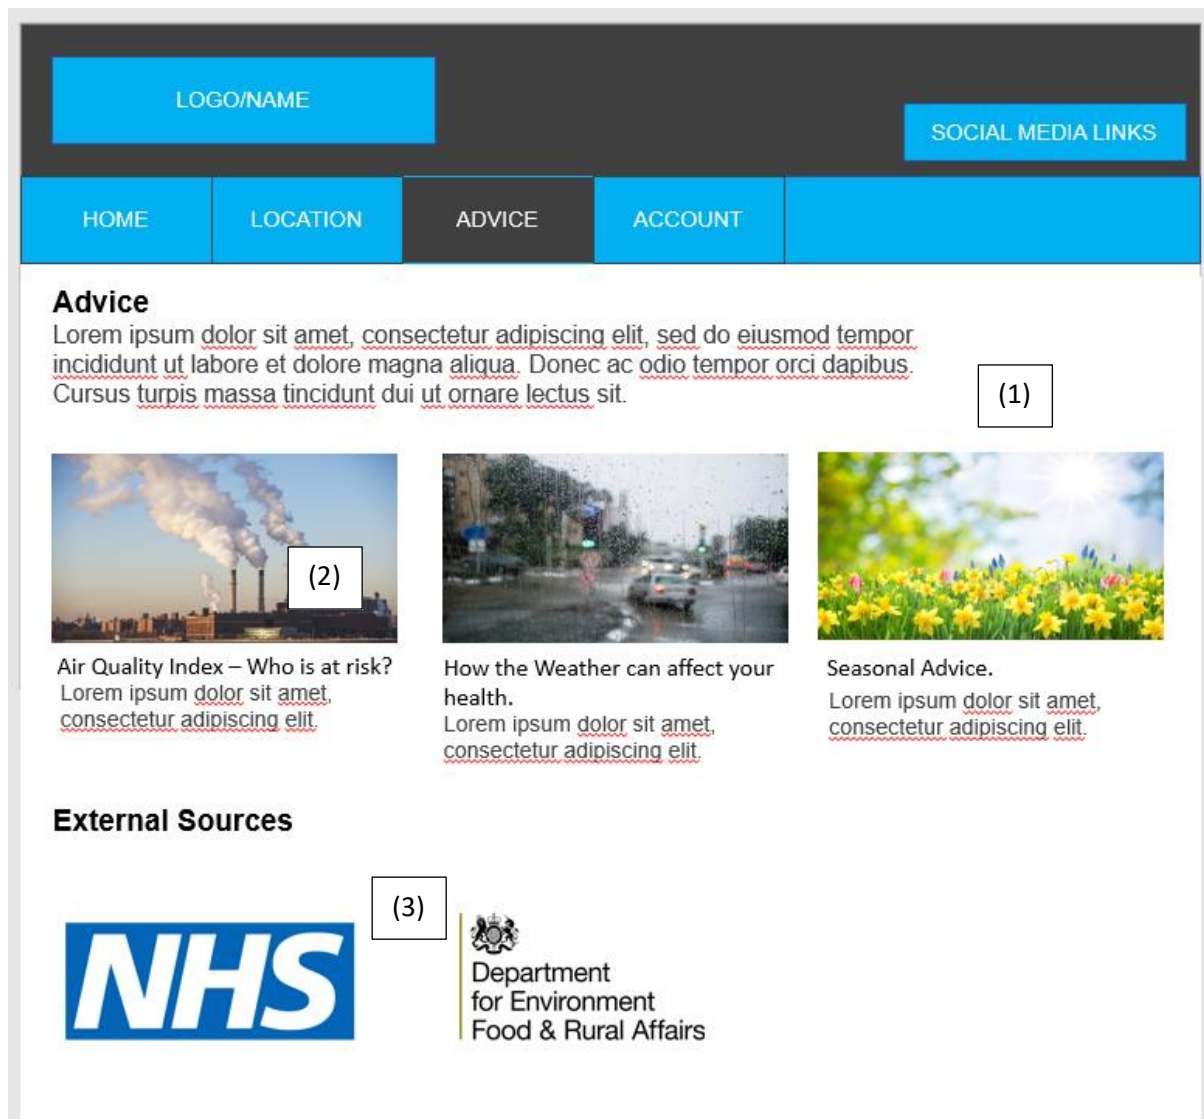 LOGO/NAME
SOCIAL MEDIA LINKS
HOME
LOCATION
ADVICE
ACCOUNT
Advice
Lorem ipsum dolor sit amet, consectetur adipiscing elit, sed do eiusmod tempor
incididunt ut labore et dolore magna aliqua. Donec ac odio tempor orci dapibus.
Cursus turpis massa tincidunt dui ut ornare lectus sit.
(1)
(2)
Air Quality Index – Who is at risk?
Lorem ipsum dolor sit amet,
consectetur adipiscing elit.
How the Weather can affect your
health.
Lorem ipsum dolor sit amet,
consectetur adipiscing elit.
Seasonal Advice.
Lorem ipsum dolor sit amet,
consectetur adipiscing elit.
External Sources
(3)
NHS
Department
for Environment
Food & Rural Affairs